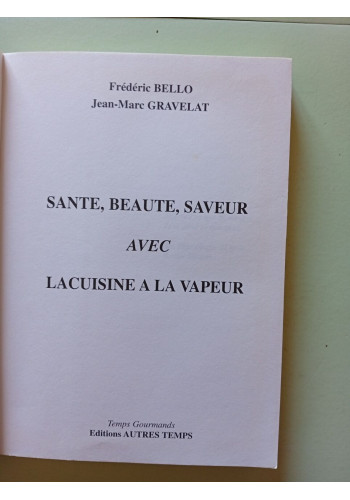 Frédéric BELLO
Jean-Marc GRAVELAT
SANTE, BEAUTE, SAVEUR
AVEC
LACUISINE A LA VAPEUR
Temps Gourmands
Editions AUTRES TEMPS